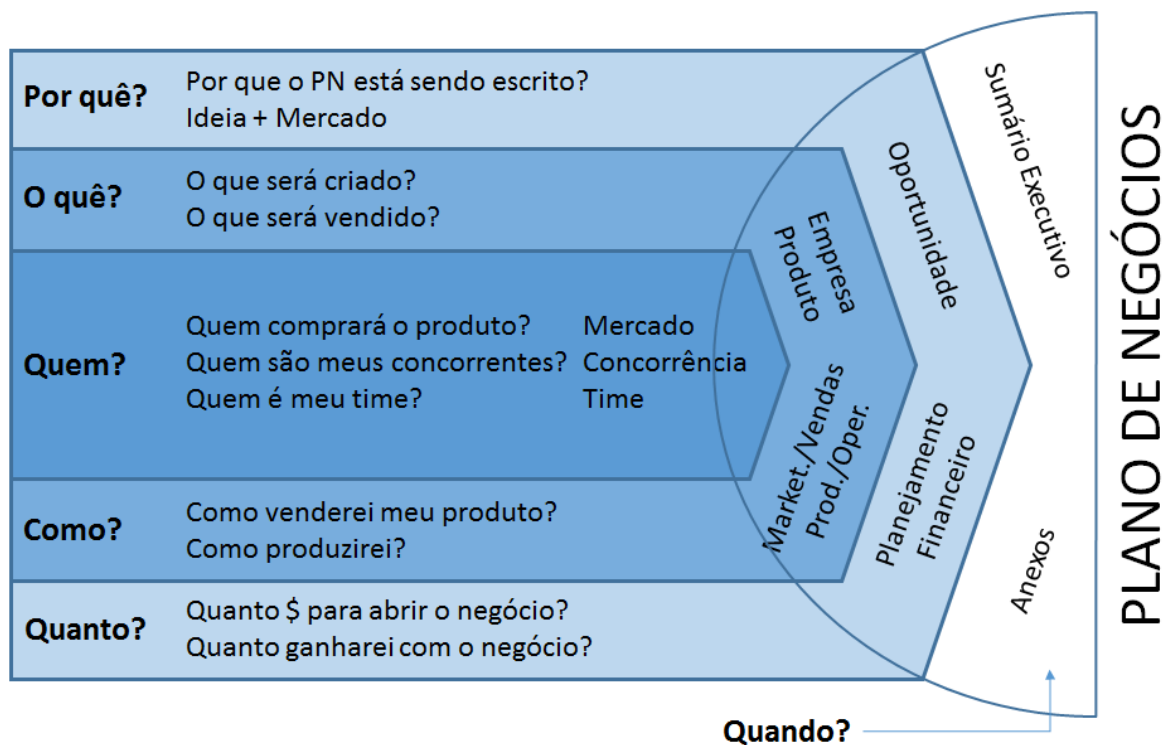 Por quê?
Por que o PN está sendo escrito?
Ideia + Mercado
O quê?
O que será criado?
O que será vendido?
Quem?
Quem comprará o produto? Mercado
Quem são meus concorrentes? Concorrência
Quem é meu time? Time
Como?
Como venderei meu produto?
Como produzirei?
Quanto?
Quanto $ para abrir o negócio?
Quanto ganharei com o negócio?
Empresa
Produto
Market./Vendas
Prod./Oper.
Oportunidade
Planejamento
Financeiro
Sumário Executivo
Anexos
Quando?
PLANO DE NEGÓCIOS